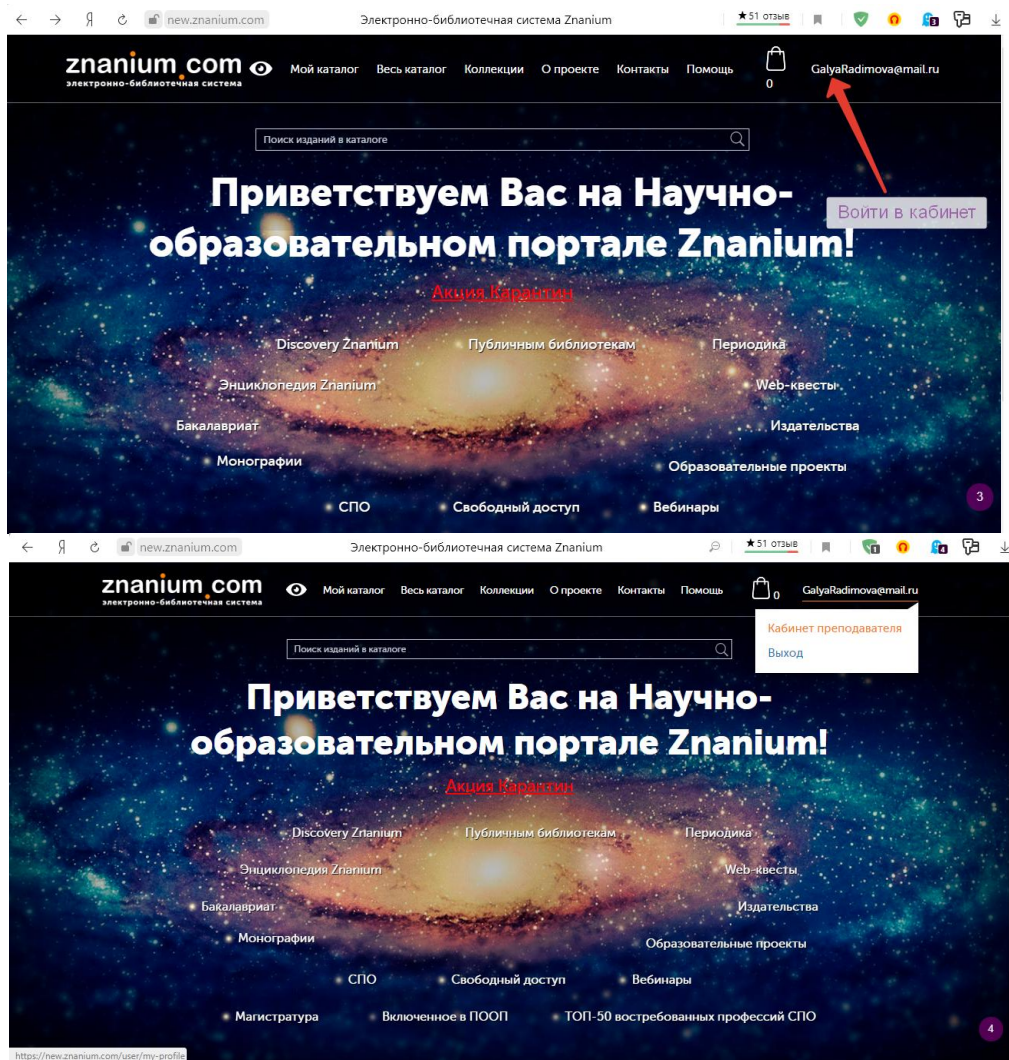 new.znanium.com Электронно-библиотечная система Znanium ★51 отзыв 3
znanium.com Мой каталог Весь каталог Коллекции О проекте Контакты Помощь 0 GalyaRadimova@mail.ru
электронно-библиотечная система
Поиск изданий в каталоге
Войти в кабинет
Приветствуем Вас на Научно-
образовательном портале Znanium!
Акция Карантин
Discovery Znanium Публичным библиотекам Периодика
Энциклопедия Znanium Web-квесты
Бакалавриат Издательства
Монографии Образовательные проекты
СПО Свободный доступ Вебинары
3
new.znanium.com Электронно-библиотечная система Znanium ★51 отзыв 1 4
znanium.com Мой каталог Весь каталог Коллекции О проекте Контакты Помощь 0 GalyaRadimova@mail.ru
электронно-библиотечная система
Кабинет преподавателя
Выход
Поиск изданий в каталоге
Приветствуем Вас на Научно-
образовательном портале Znanium!
Акция Карантин
Discovery Znanium Публичным библиотекам Периодика
Энциклопедия Znanium Web-квесты
Бакалавриат Издательства
Монографии Образовательные проекты
СПО Свободный доступ Вебинары
Магистратура Включенное в ПООП ТОП-50 востребованных профессий СПО
4
https://new.znanium.com/user/my-profile